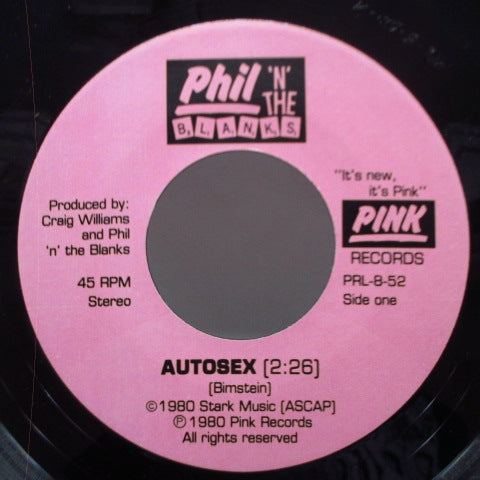 Phil 'N'
THE
B.L.A.N.K.S.
Produced by:
Craig Williams
and Phil
'n' the Blanks
45 RPM
Stereo
"It's new,
it's Pink"
PINK
RECORDS
PRL-8-52
Side one
AUTOSEX (2:26)
(Bimstein)
©1980 Stark Music (ASCAP)
℗ 1980 Pink Records
All rights reserved